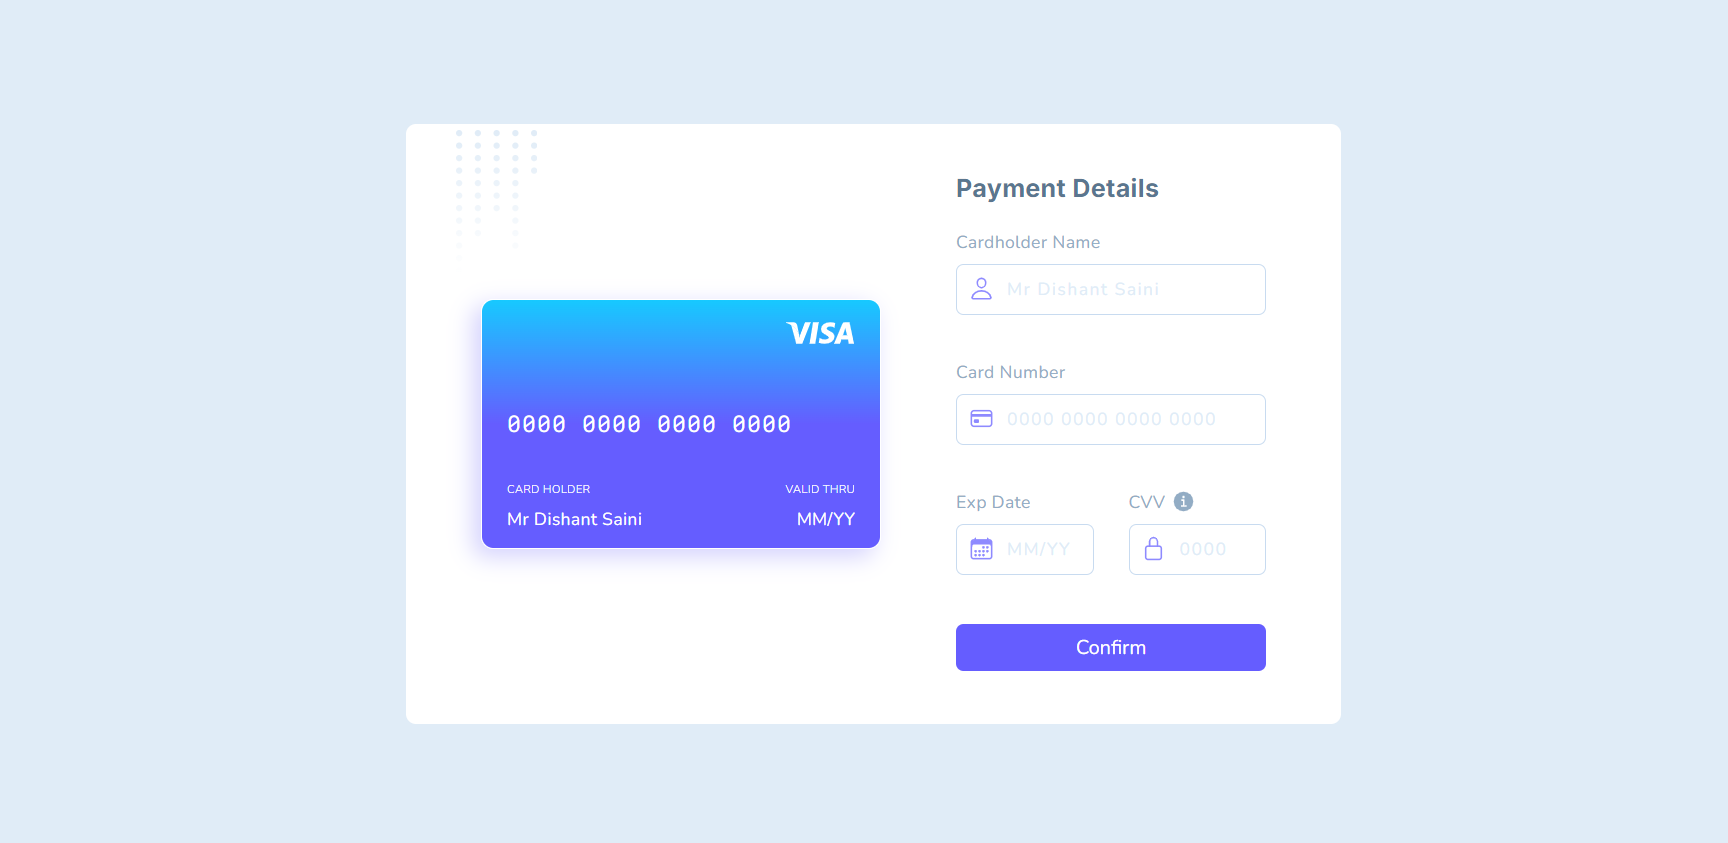 VISA
0000 0000 0000 0000
CARD HOLDER
VALID THRU
Mr Dishant Saini
MM/YY
Payment Details
Cardholder Name
Mr Dishant Saini
Card Number
0000 0000 0000 0000
Exp Date
CVV
MM/YY
0000
Confirm